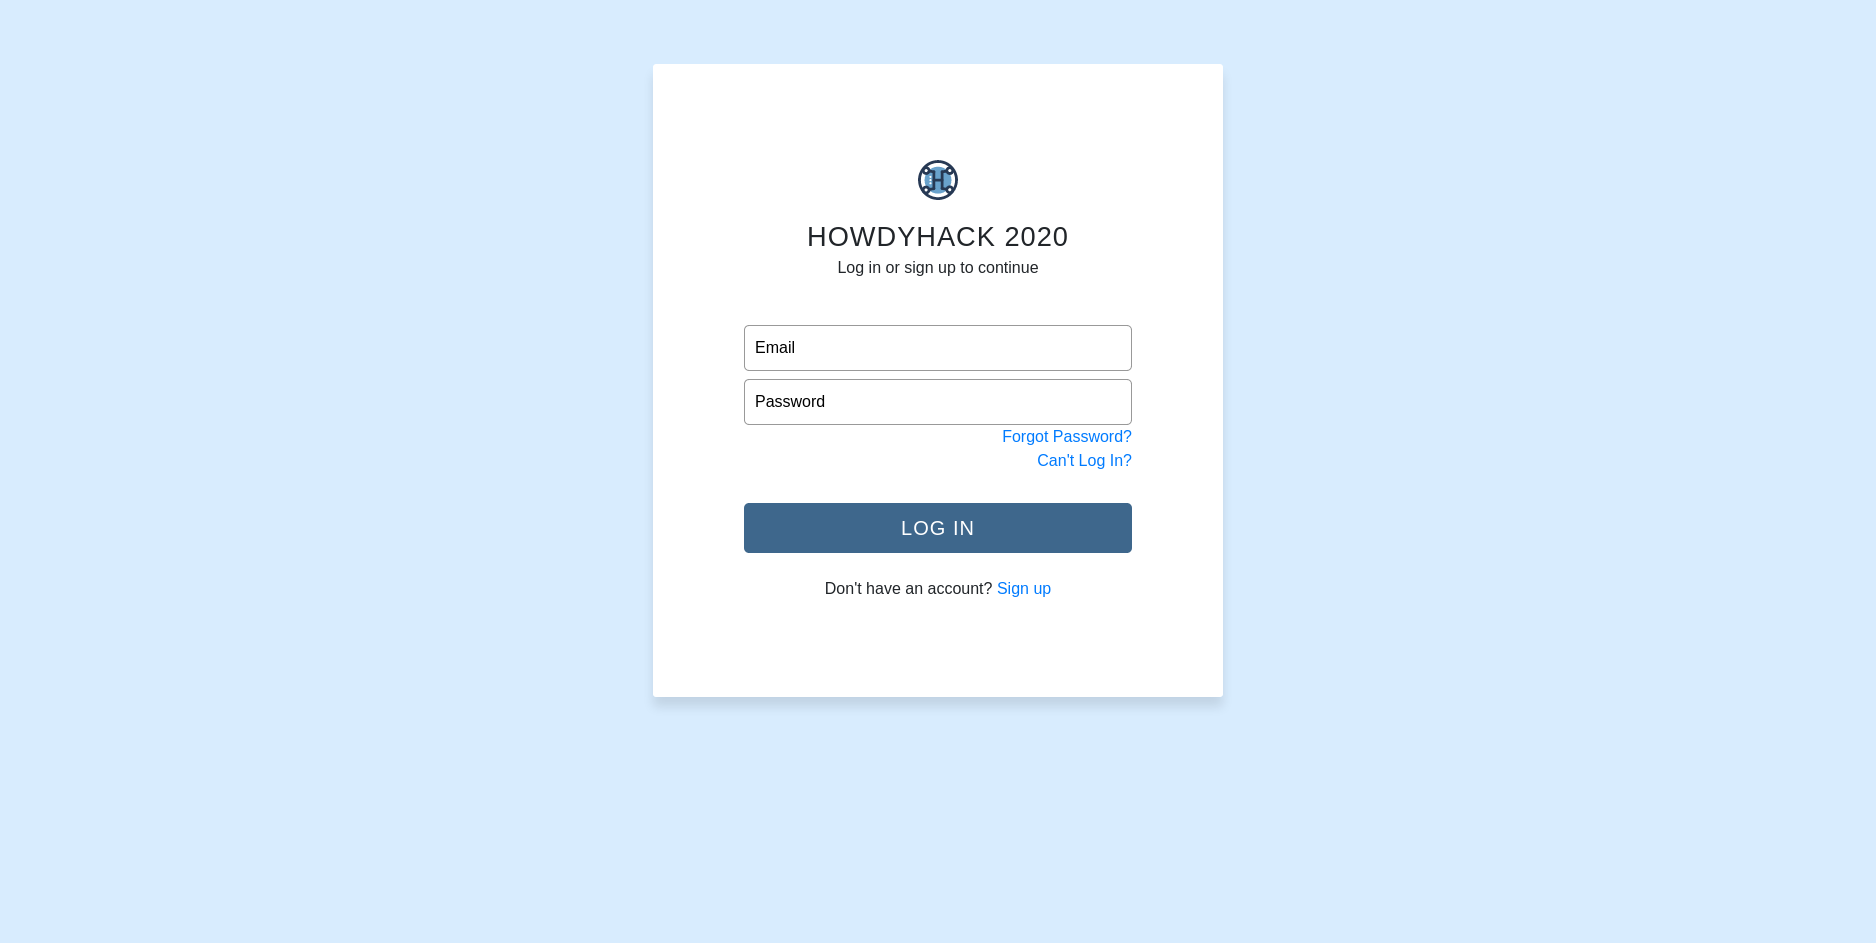 HOWDYHACK 2020
Log in or sign up to continue
Email
Password
Forgot Password?
Can't Log In?
LOG IN
Don't have an account? Sign up